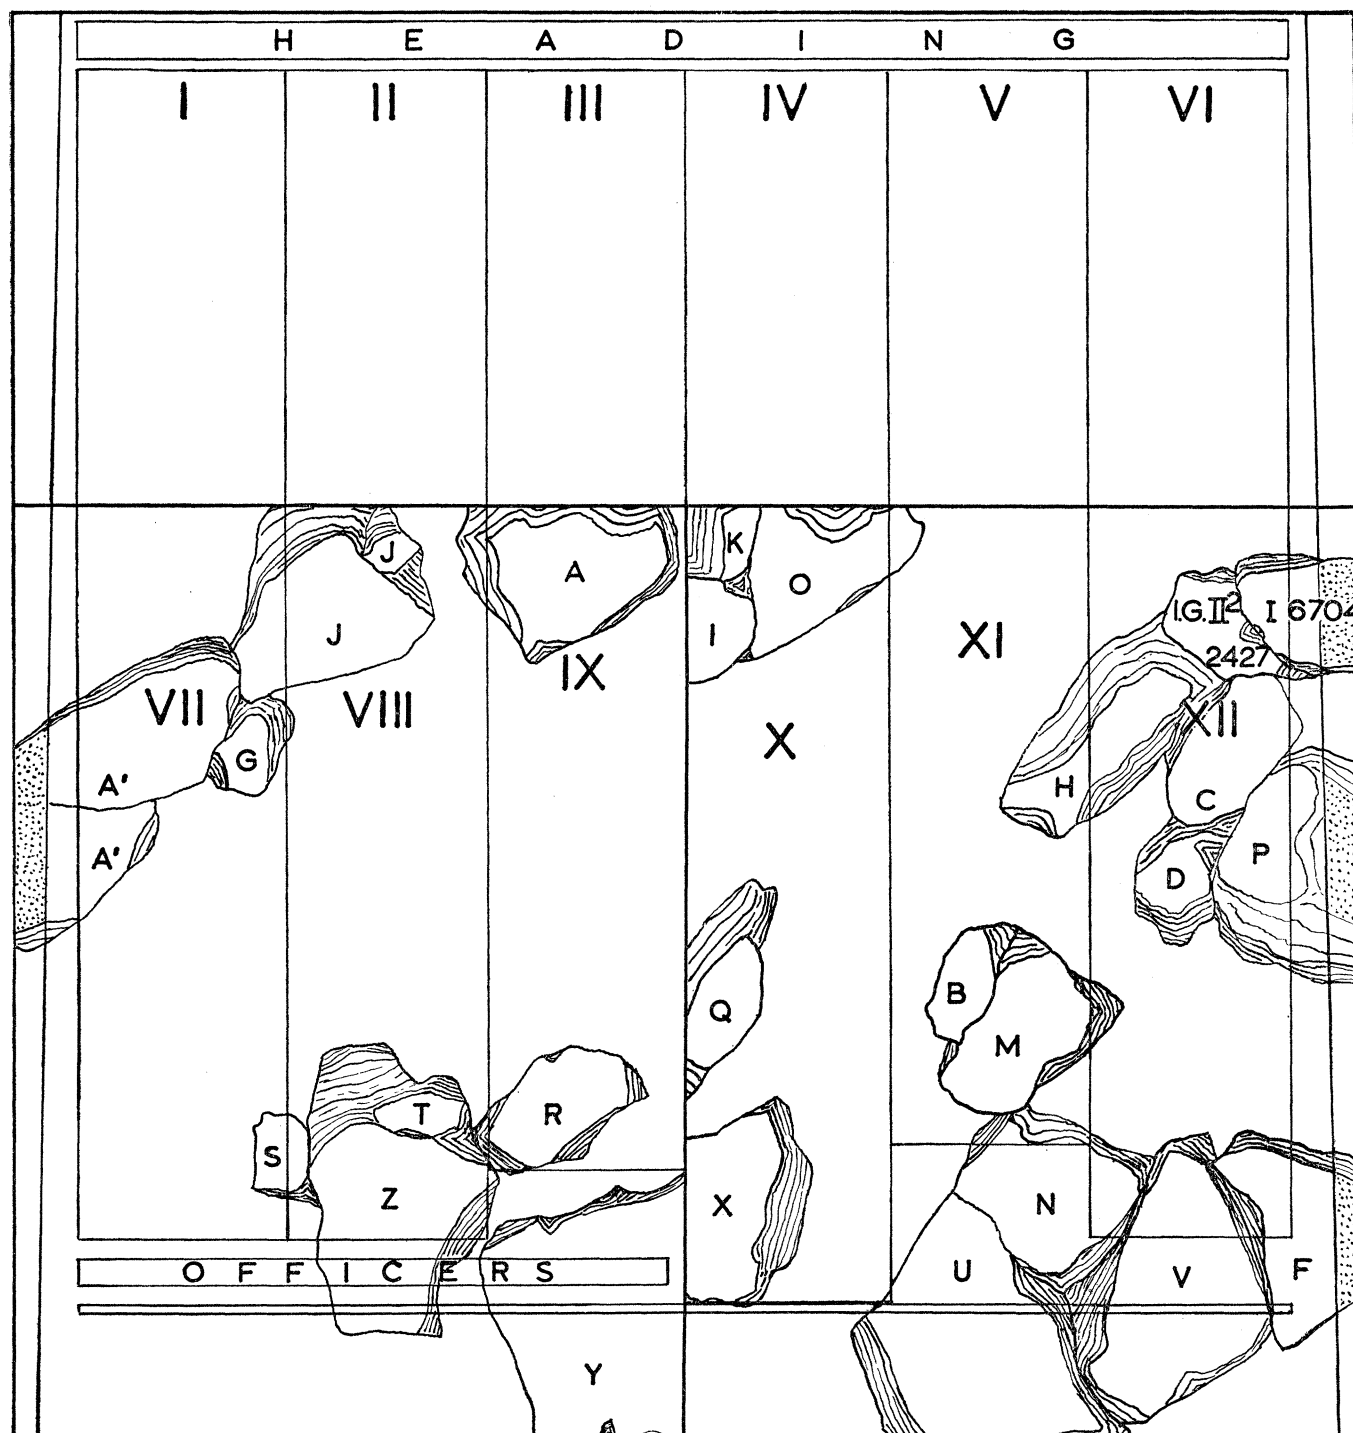 H E A D I N G
I II III IV V VI
J K
A O
J I XI I.G.II² I 6704
2427
VII VIII IX X XII
G
A' H C
A' P
D
Q B
M
T R
S
Z X N
O F F I C E R S U V F
Y